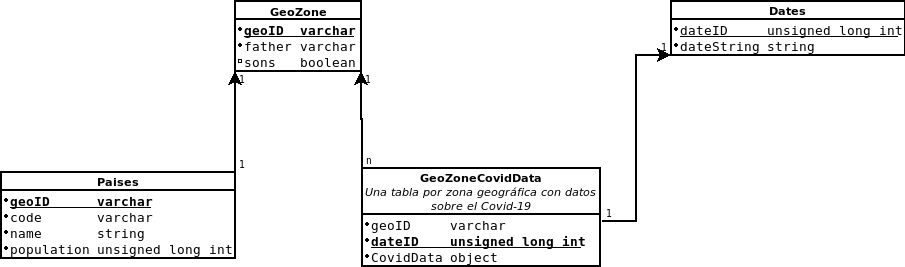 GeoZone
geoID varchar
father varchar
sons boolean
Dates
dateID unsigned long int
dateString string
1
1
1
1
n
Paises
geoID varchar
code varchar
name string
population unsigned long int
GeoZoneCovidData
Una tabla por zona geográfica con datos
sobre el Covid-19
geoID varchar
dateID unsigned long int
CovidData object
1